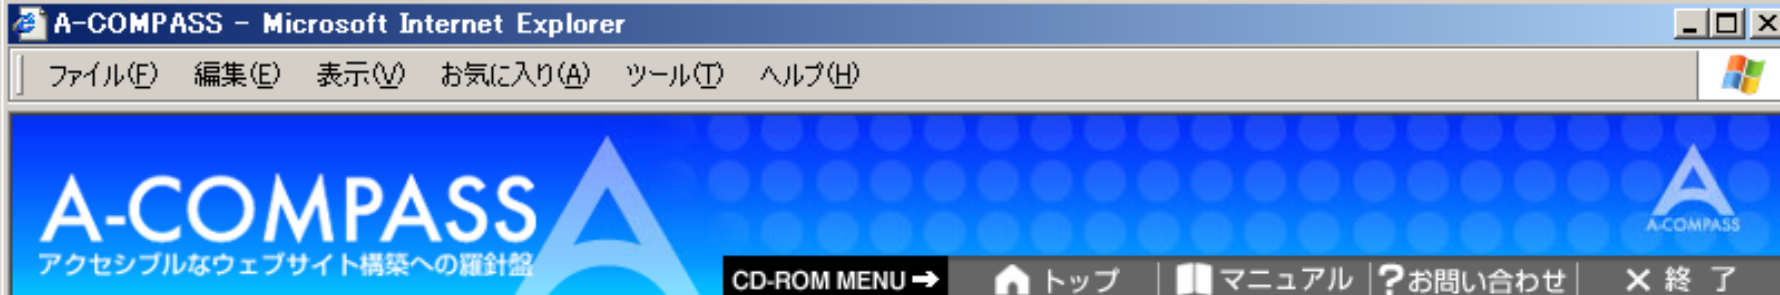 A-COMPASS - Microsoft Internet Explorer
ファイル(F) 編集(E) 表示(V) お気に入り(A) ツール(T) ヘルプ(H)
A-COMPASS
アクセシブルなウェブサイト構築への羅針盤
A-COMPASS
CD-ROM MENU ➔ トップ マニュアル ?お問い合わせ × 終 了